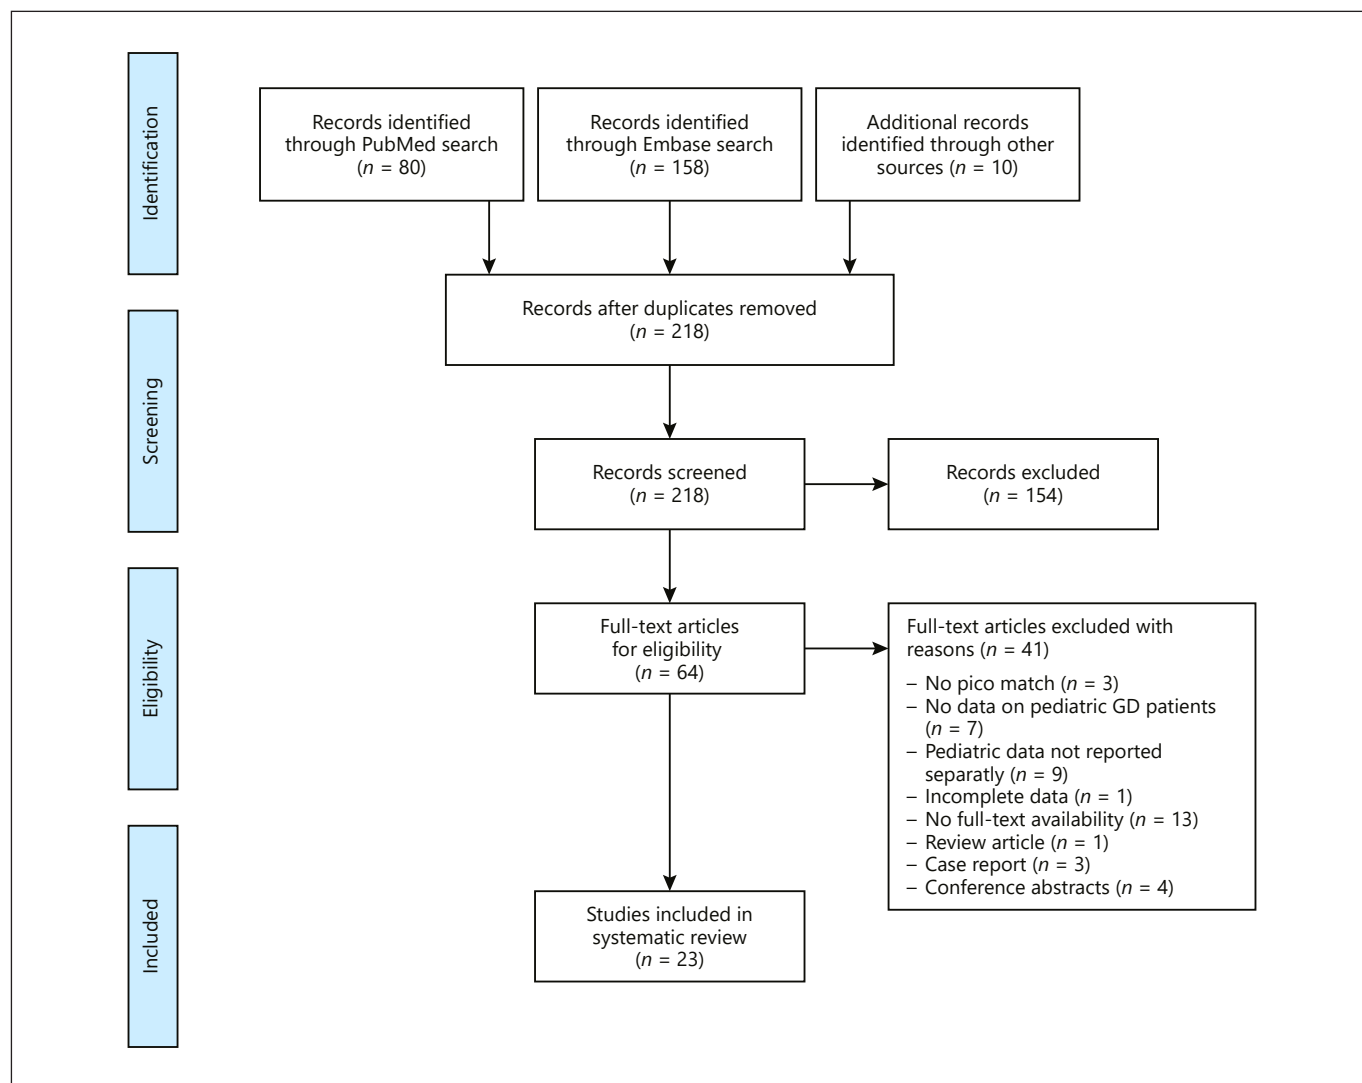 Identification
Records identified
through PubMed search
(n = 80)
Records identified
through Embase search
(n = 158)
Additional records
identified through other
sources (n = 10)
Records after duplicates removed
(n = 218)
Screening
Records screened
(n = 218)
Records excluded
(n = 154)
Eligibility
Full-text articles
for eligibility
(n = 64)
Full-text articles excluded with
reasons (n = 41)
– No pico match (n = 3)
– No data on pediatric GD patients
(n = 7)
– Pediatric data not reported
separatly (n = 9)
– Incomplete data (n = 1)
– No full-text availability (n = 13)
– Review article (n = 1)
– Case report (n = 3)
– Conference abstracts (n = 4)
Included
Studies included in
systematic review
(n = 23)